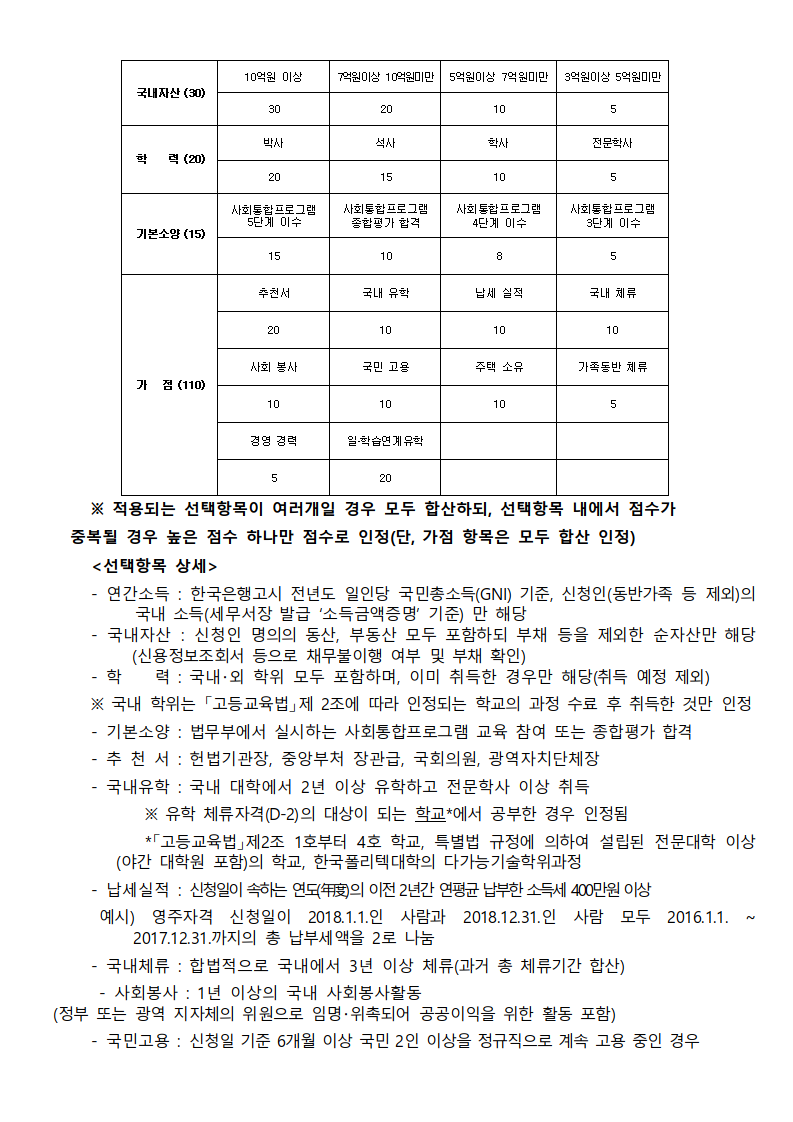 국내자산 (30) 10억원 이상 7억원이상 10억원미만 5억원이상 7억원미만 3억원이상 5억원미만
30 20 10 5
학 력 (20) 박사 석사 학사 전문학사
20 15 10 5
기본소양 (15) 사회통합프로그램 5단계 이수 사회통합프로그램 종합평가 합격 사회통합프로그램 4단계 이수 사회통합프로그램 3단계 이수
15 10 8 5
가 점 (110) 추천서 국내 유학 납세 실적 국내 체류
20 10 10 10
사회 봉사 국민 고용 주택 소유 가족동반 체류
10 10 10 5
경영 경력 일·학습연계유학
5 20
※ 적용되는 선택항목이 여러개일 경우 모두 합산하되, 선택항목 내에서 점수가
중복될 경우 높은 점수 하나만 점수로 인정(단, 가점 항목은 모두 합산 인정)
<선택항목 상세>
- 연간소득 : 한국은행고시 전년도 일인당 국민총소득(GNI) 기준, 신청인(동반가족 등 제외)의
국내 소득(세무서장 발급 ‘소득금액증명’ 기준) 만 해당
- 국내자산 : 신청인 명의의 동산, 부동산 모두 포함하되 부채 등을 제외한 순자산만 해당
(신용정보조회서 등으로 채무불이행 여부 및 부채 확인)
- 학 력 : 국내·외 학위 모두 포함하며, 이미 취득한 경우만 해당(취득 예정 제외)
※ 국내 학위는 「고등교육법」제 2조에 따라 인정되는 학교의 과정 수료 후 취득한 것만 인정
- 기본소양 : 법무부에서 실시하는 사회통합프로그램 교육 참여 또는 종합평가 합격
- 추 천 서 : 헌법기관장, 중앙부처 장관급, 국회의원, 광역자치단체장
- 국내유학 : 국내 대학에서 2년 이상 유학하고 전문학사 이상 취득
※ 유학 체류자격(D-2)의 대상이 되는 학교*에서 공부한 경우 인정됨
*「고등교육법」제2조 1호부터 4호 학교, 특별법 규정에 의하여 설립된 전문대학 이상
(야간 대학원 포함)의 학교, 한국폴리텍대학의 다기능기술학위과정
- 납세실적 : 신청일이 속하는 연도(年度)의 이전 2년간 연평균 납부한 소득세 400만원 이상
예시) 영주자격 신청일이 2018.1.1.인 사람과 2018.12.31.인 사람 모두 2016.1.1. ~
2017.12.31.까지의 총 납부세액을 2로 나눔
- 국내체류 : 합법적으로 국내에서 3년 이상 체류(과거 총 체류기간 합산)
- 사회봉사 : 1년 이상의 국내 사회봉사활동
(정부 또는 광역 지자체의 위원으로 임명·위촉되어 공공이익을 위한 활동 포함)
- 국민고용 : 신청일 기준 6개월 이상 국민 2인 이상을 정규직으로 계속 고용 중인 경우